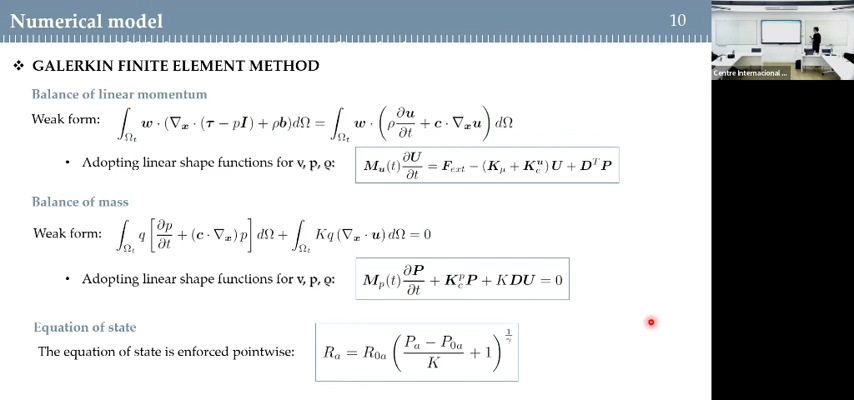 Numerical model 10
❖ GALERKIN FINITE ELEMENT METHOD
Balance of linear momentum
Weak form: ∫_{Ω_t} w · (∇_x · (τ − pI) + ρb)dΩ = ∫_{Ω_t} w · (ρ ∂u/∂t + c · ∇_x u) dΩ
• Adopting linear shape functions for v, p, ϱ: M_u(t) ∂U/∂t = F_ext − (K_μ + K_c^u) U + D^T P
Balance of mass
Weak form: ∫_{Ω_t} q [∂p/∂t + (c · ∇_x) p] dΩ + ∫_{Ω_t} Kq (∇_x · u) dΩ = 0
• Adopting linear shape functions for v, p, ϱ: M_p(t) ∂P/∂t + K_c^p P + KDU = 0
Equation of state
The equation of state is enforced pointwise: R_a = R_{0a} ((P_a − P_{0a})/K + 1)^{1/γ}
Centre Internacional ...